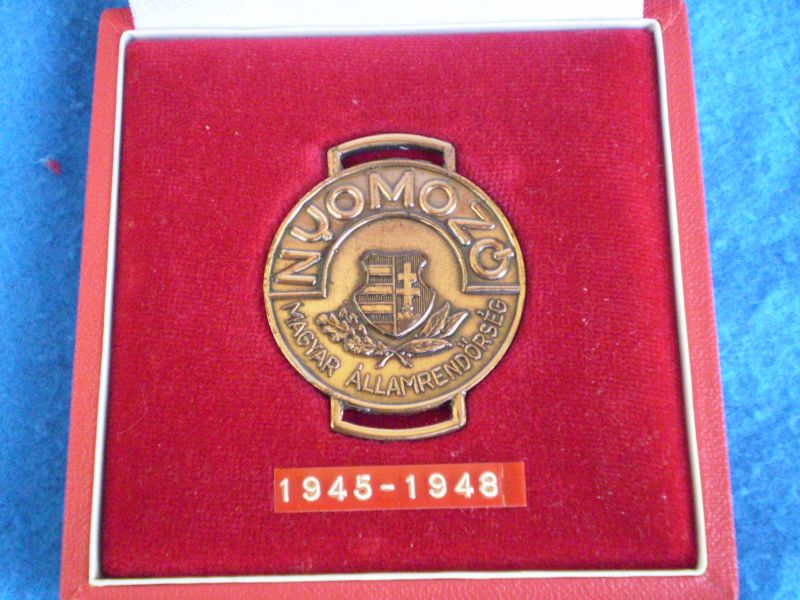 NYOMOZÓ
MAGYAR ÁLLAMRENDŐRSÉG
1945-1948